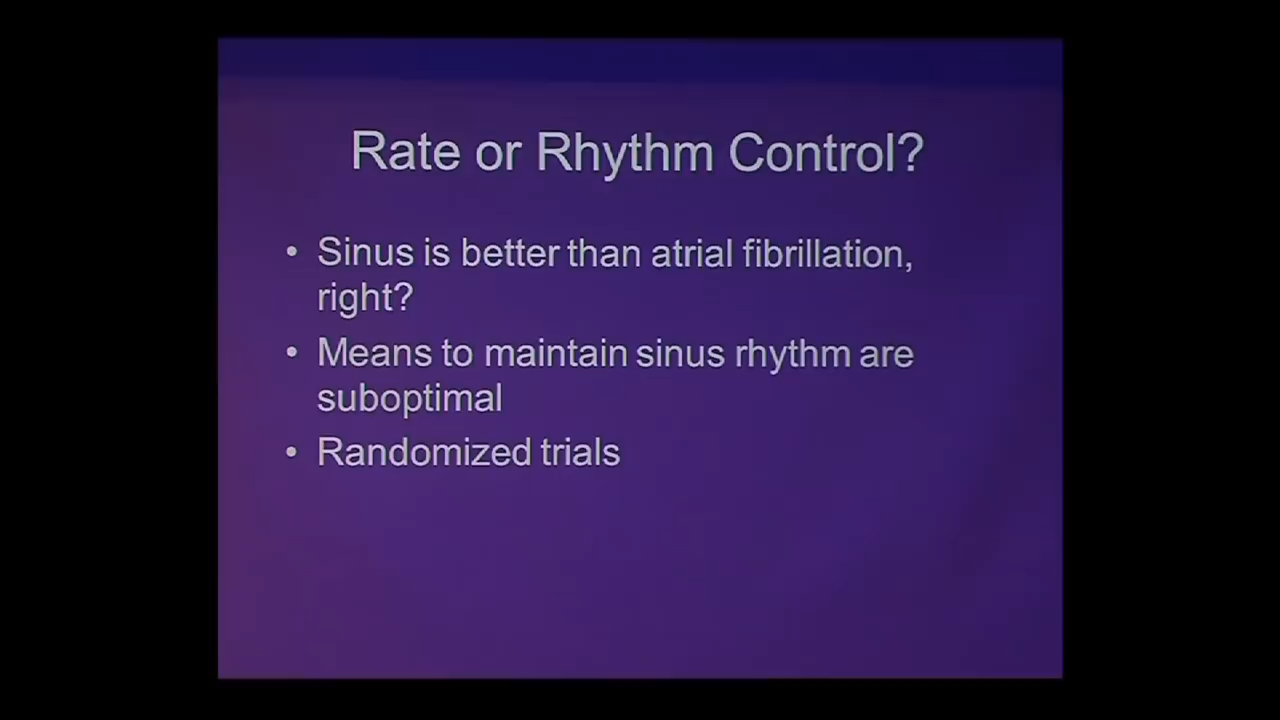 Rate or Rhythm Control?
• Sinus is better than atrial fibrillation,
right?
• Means to maintain sinus rhythm are
suboptimal
• Randomized trials